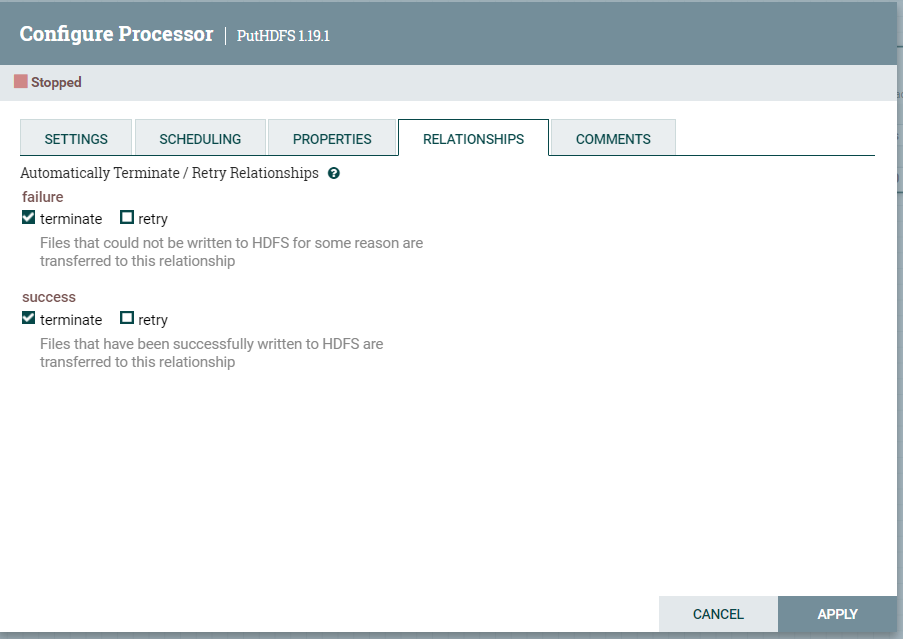 Configure Processor | PutHDFS 1.19.1
Stopped
SETTINGS SCHEDULING PROPERTIES RELATIONSHIPS COMMENTS
Automatically Terminate / Retry Relationships ?
failure
terminate retry
Files that could not be written to HDFS for some reason are
transferred to this relationship
success
terminate retry
Files that have been successfully written to HDFS are
transferred to this relationship
CANCEL APPLY